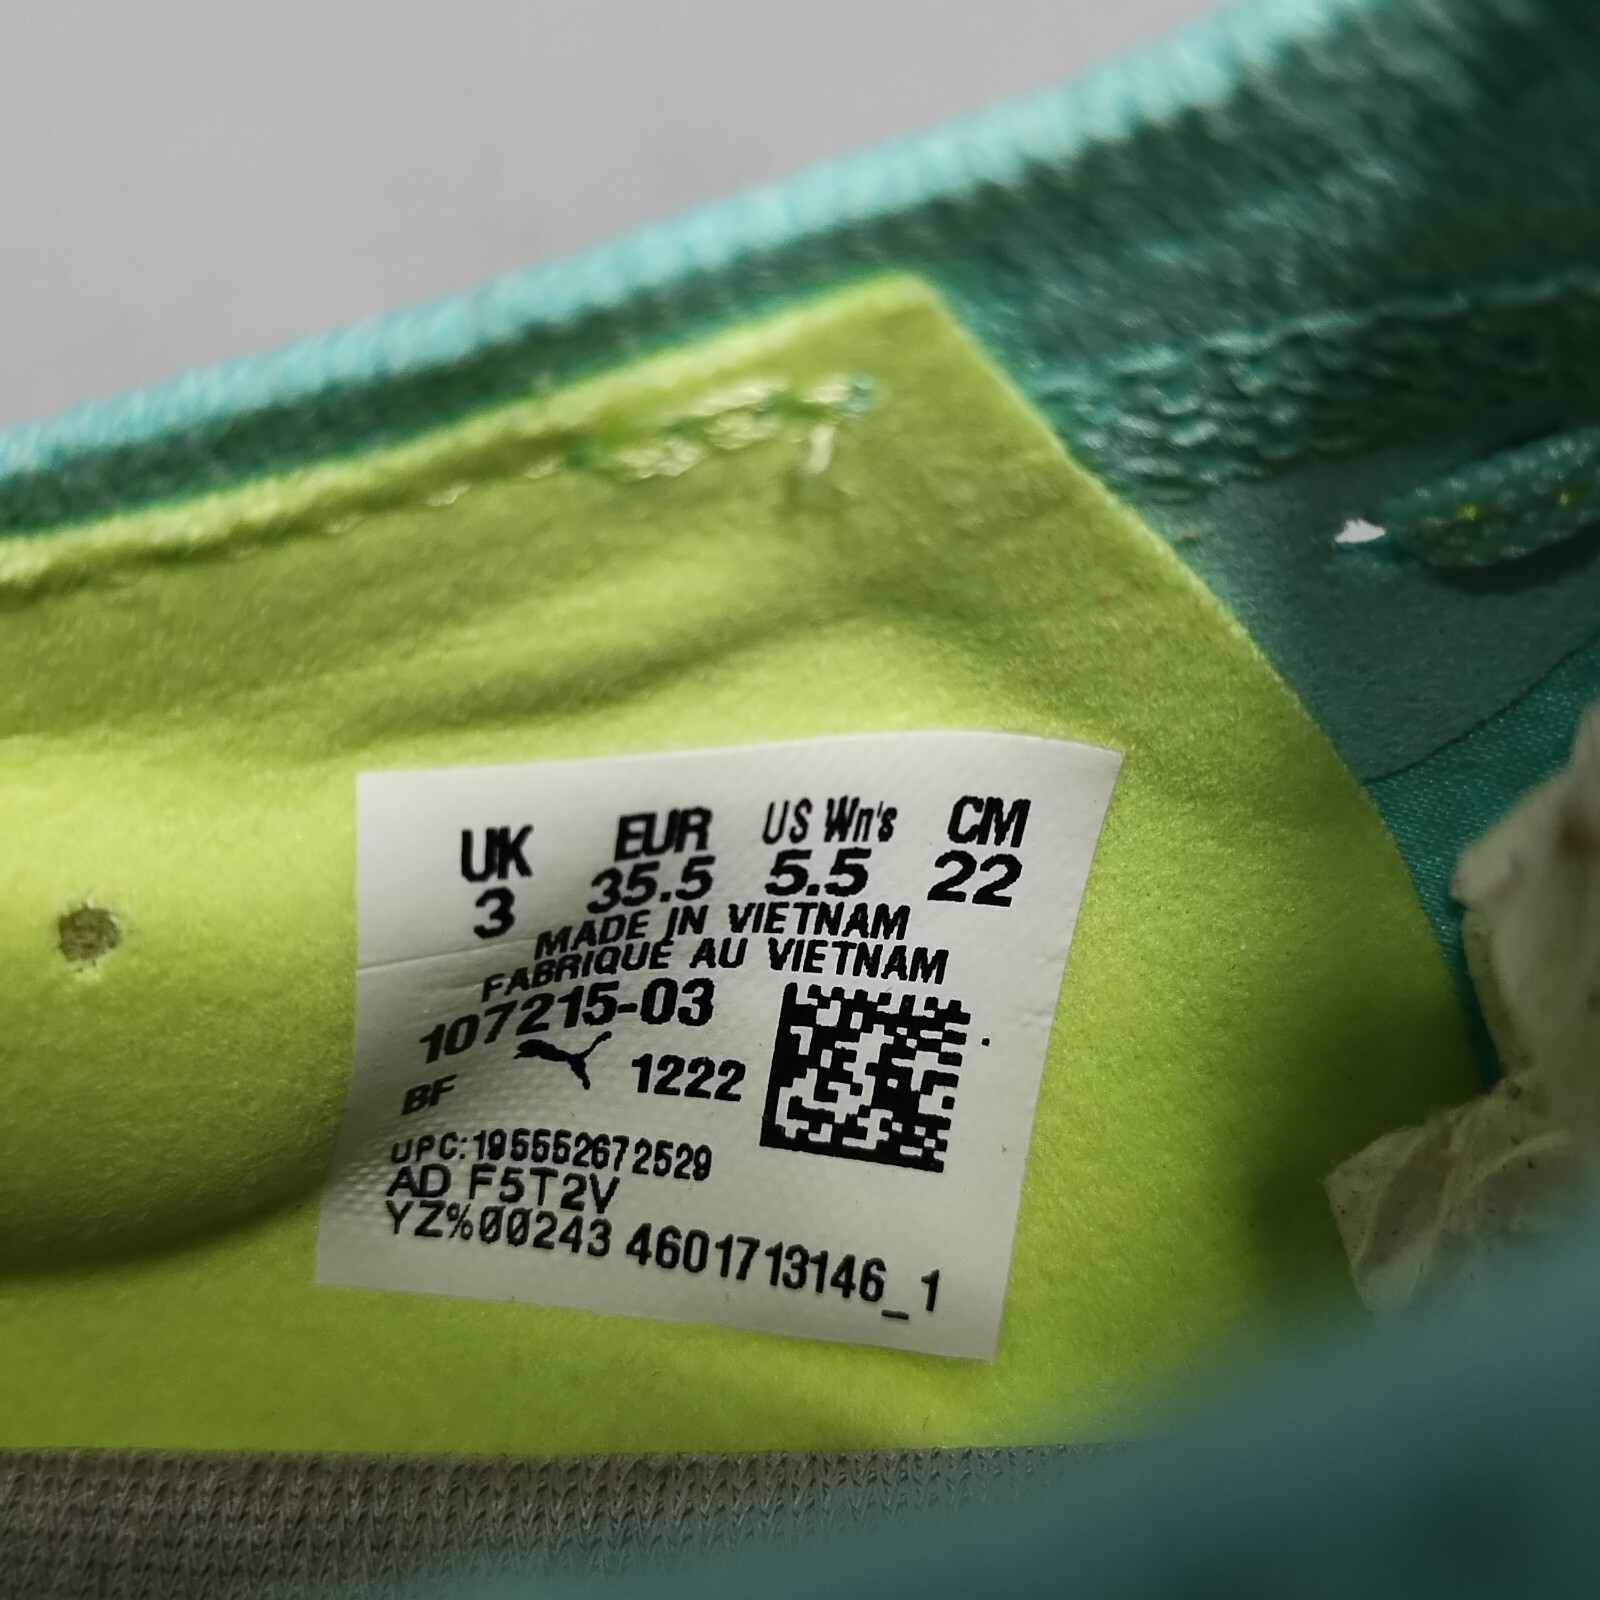 UK EUR US Wn's CM
3 35.5 5.5 22
MADE IN VIETNAM
FABRIQUÉ AU VIETNAM
107215-03
BF 1222
UPC:195552672529
AD F5T2V
YZ%00243 4601713146_1